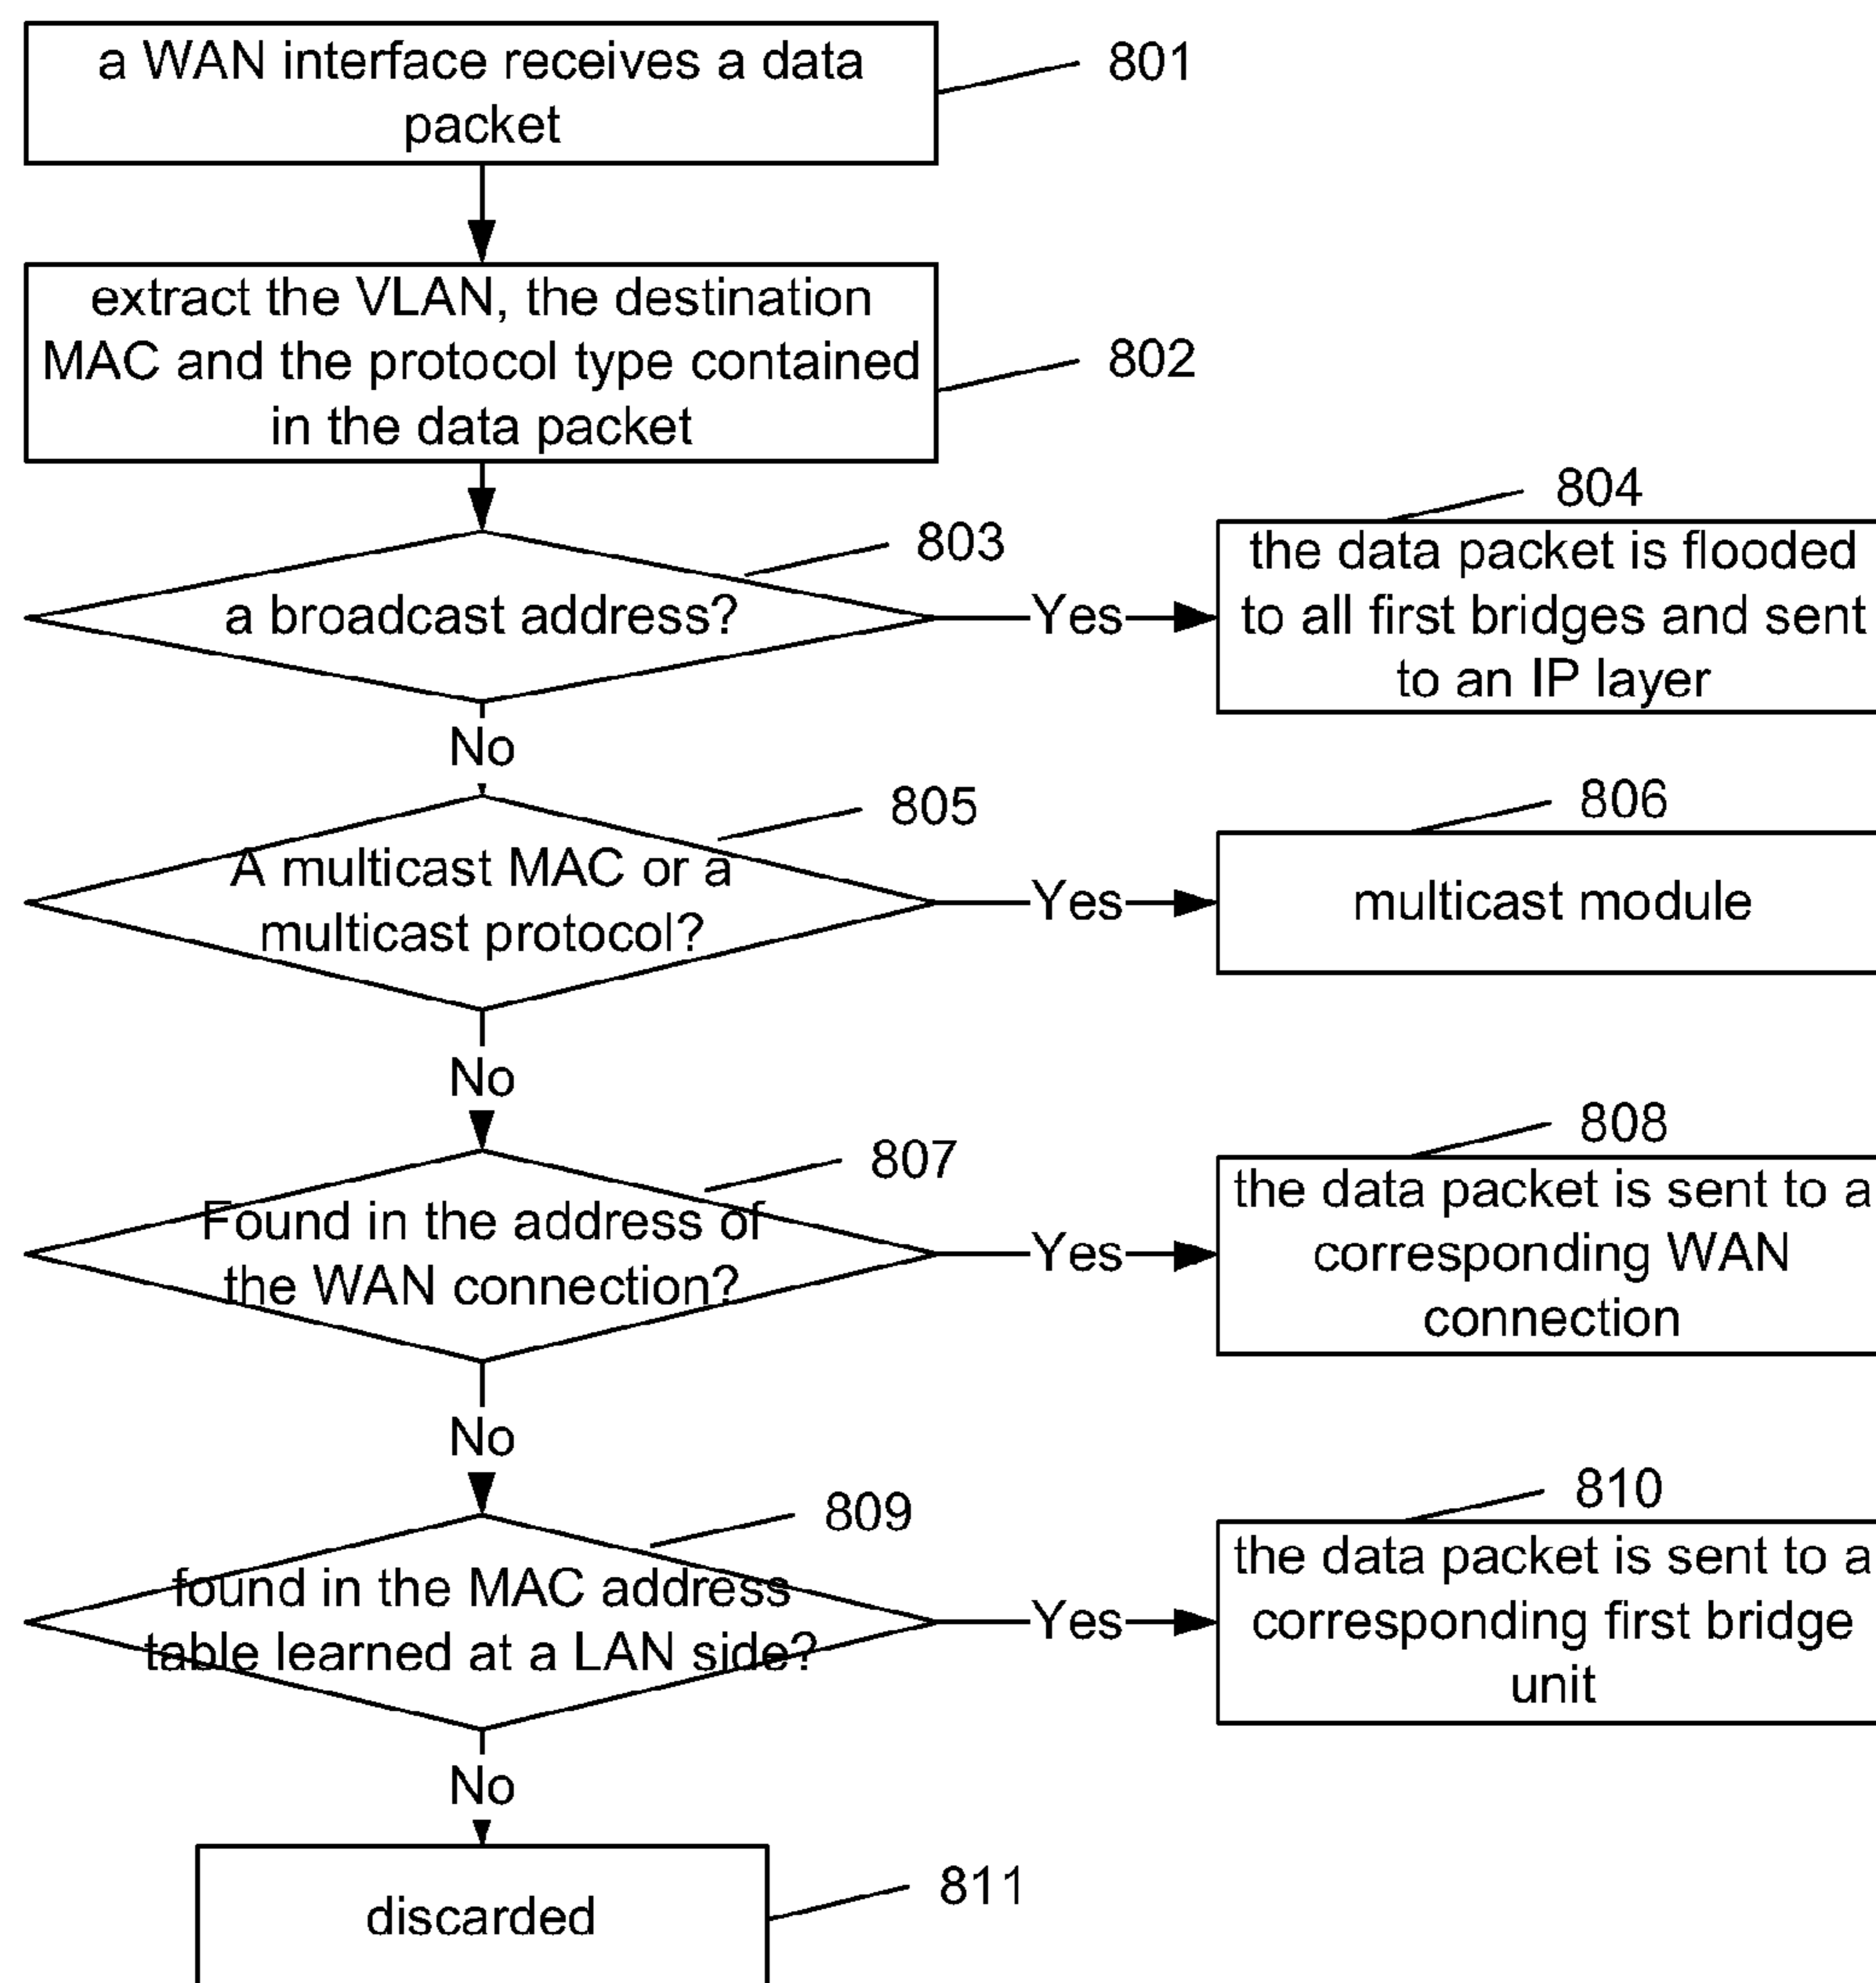 a WAN interface receives a data
packet
801
extract the VLAN, the destination
MAC and the protocol type contained
in the data packet
802
803
a broadcast address?
Yes
804
the data packet is flooded
to all first bridges and sent
to an IP layer
No
805
A multicast MAC or a
multicast protocol?
Yes
806
multicast module
No
807
Found in the address of
the WAN connection?
Yes
808
the data packet is sent to a
corresponding WAN
connection
No
809
found in the MAC address
table learned at a LAN side?
Yes
810
the data packet is sent to a
corresponding first bridge
unit
No
discarded
811